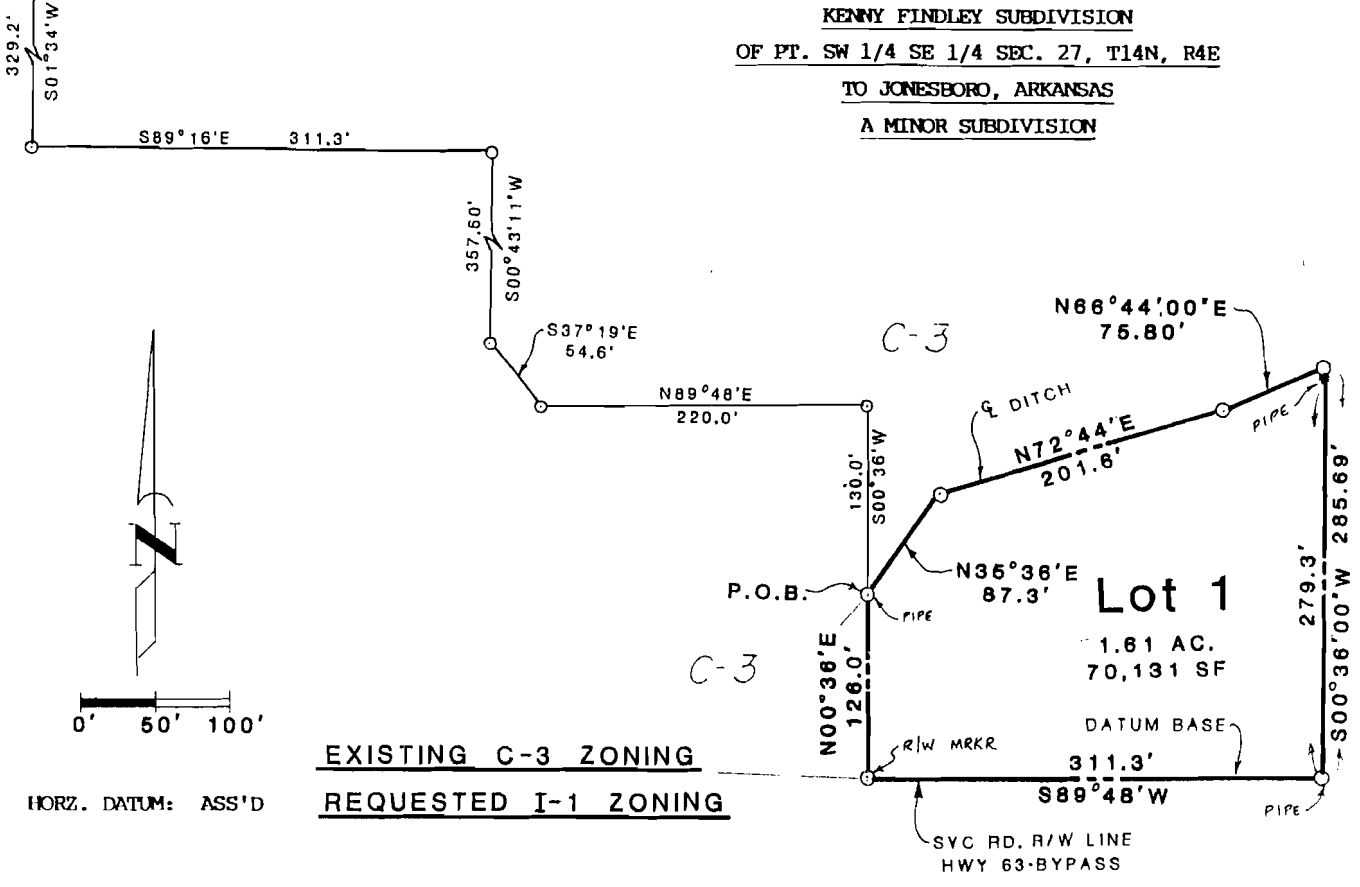 KENNY FINDLEY SUBDIVISION
OF PT. SW 1/4 SE 1/4 SEC. 27, T14N, R4E
TO JONESBORO, ARKANSAS
A MINOR SUBDIVISION
329.2'
S01°34'W
S89°16'E 311.3'
357.60'
S00°43'11"W
S37°19'E
54.6'
N89°48'E
220.0'
130.0'
S00°36'W
C-3
N66°44'00"E
75.80'
℄ DITCH
N72°44'E
201.6'
PIPE
N35°36'E
87.3'
P.O.B.
PIPE
Lot 1
1.61 AC.
70,131 SF
279.3'
S00°36'00"W 285.69'
C-3
N00°36'E
126.0'
R/W MRKR
DATUM BASE
311.3'
S89°48'W
PIPE
SVC RD. R/W LINE
HWY 63-BYPASS
N
0' 50' 100'
EXISTING C-3 ZONING
HORZ. DATUM: ASS'D
REQUESTED I-1 ZONING